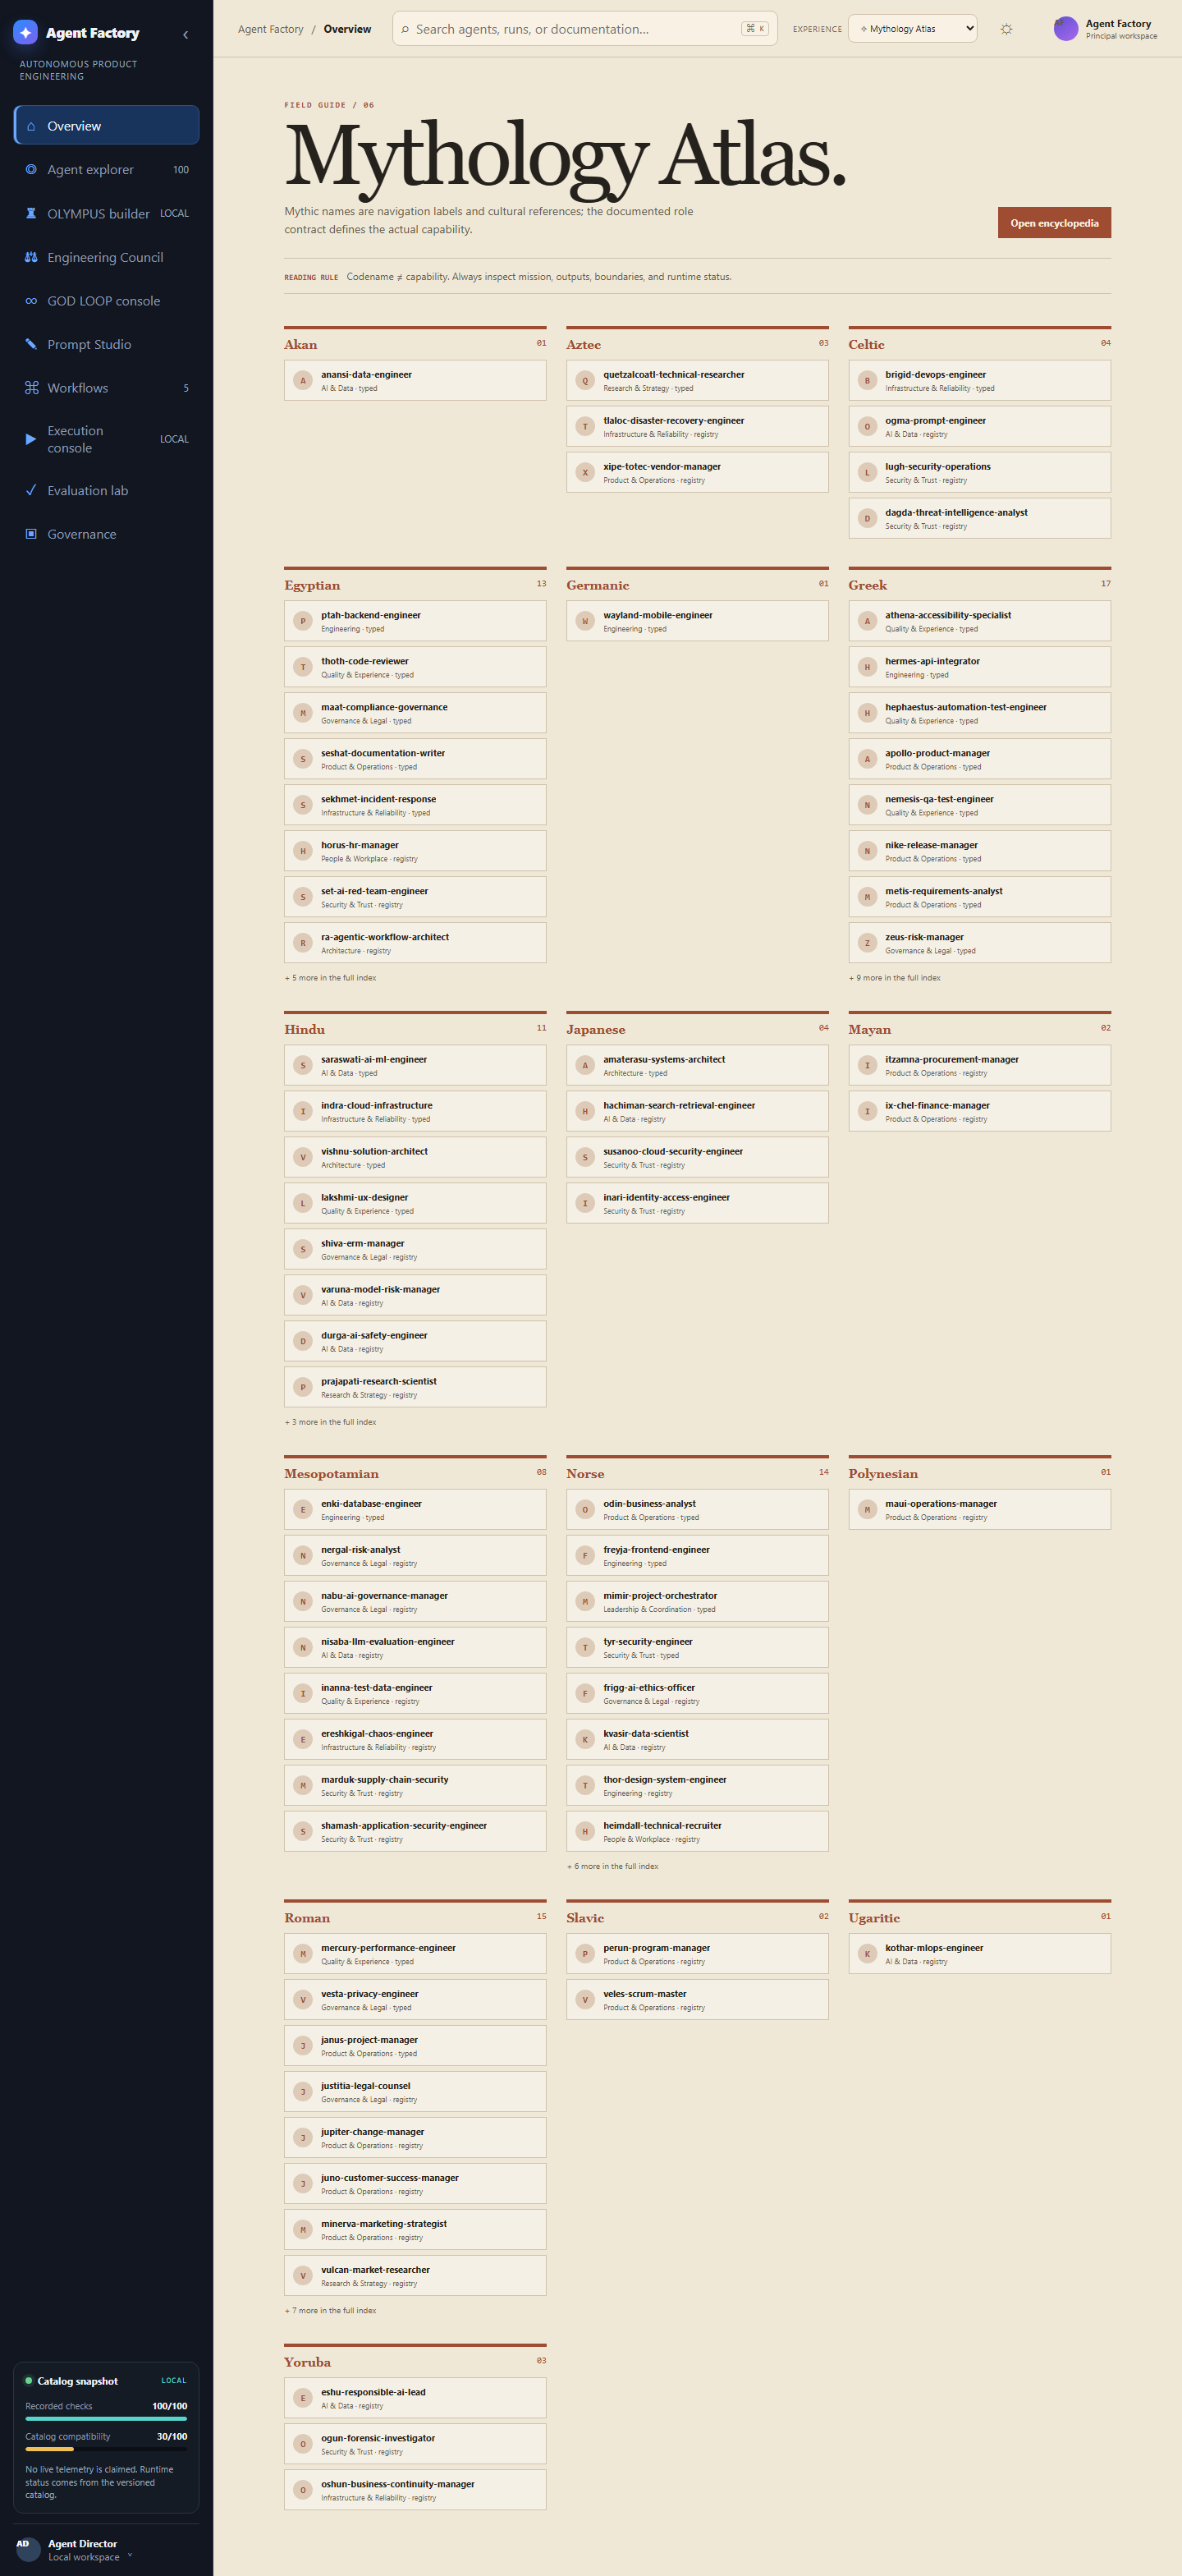 Agent Factory
AUTONOMOUS PRODUCT
ENGINEERING
Overview
Agent explorer 100
OLYMPUS builder LOCAL
Engineering Council
GOD LOOP console
Prompt Studio
Workflows 5
Execution
console
LOCAL
Evaluation lab
Governance
Catalog snapshot LOCAL
Recorded checks 100/100
Catalog compatibility 30/100
No live telemetry is claimed. Runtime
status comes from the versioned
catalog.
AD
Agent Director
Local workspace
Agent Factory / Overview
Search agents, runs, or documentation...
⌘ K
EXPERIENCE
Mythology Atlas
Agent Factory
Principal workspace
FIELD GUIDE / 06
Mythology Atlas.
Mythic names are navigation labels and cultural references; the documented role
contract defines the actual capability.
Open encyclopedia
READING RULE Codename ≠ capability. Always inspect mission, outputs, boundaries, and runtime status.
Akan 01
A anansi-data-engineer
AI & Data · typed
Aztec 03
Q quetzalcoatl-technical-researcher
Research & Strategy · typed
T tlaloc-disaster-recovery-engineer
Infrastructure & Reliability · registry
X xipe-totec-vendor-manager
Product & Operations · registry
Celtic 04
B brigid-devops-engineer
Infrastructure & Reliability · typed
O ogma-prompt-engineer
AI & Data · registry
L lugh-security-operations
Security & Trust · registry
D dagda-threat-intelligence-analyst
Security & Trust · registry
Egyptian 13
P ptah-backend-engineer
Engineering · typed
T thoth-code-reviewer
Quality & Experience · typed
M maat-compliance-governance
Governance & Legal · typed
S seshat-documentation-writer
Product & Operations · typed
S sekhmet-incident-response
Infrastructure & Reliability · typed
H horus-hr-manager
People & Workplace · registry
S set-ai-red-team-engineer
Security & Trust · registry
R ra-agentic-workflow-architect
Architecture · registry
+ 5 more in the full index
Germanic 01
W wayland-mobile-engineer
Engineering · typed
Greek 17
A athena-accessibility-specialist
Quality & Experience · typed
H hermes-api-integrator
Engineering · typed
H hephaestus-automation-test-engineer
Quality & Experience · typed
A apollo-product-manager
Product & Operations · typed
N nemesis-qa-test-engineer
Quality & Experience · typed
N nike-release-manager
Product & Operations · typed
M metis-requirements-analyst
Product & Operations · typed
Z zeus-risk-manager
Governance & Legal · typed
+ 9 more in the full index
Hindu 11
S saraswati-ai-ml-engineer
AI & Data · typed
I indra-cloud-infrastructure
Infrastructure & Reliability · typed
V vishnu-solution-architect
Architecture · typed
L lakshmi-ux-designer
Quality & Experience · typed
S shiva-erm-manager
Governance & Legal · registry
V varuna-model-risk-manager
AI & Data · registry
D durga-ai-safety-engineer
AI & Data · registry
P prajapati-research-scientist
Research & Strategy · registry
+ 3 more in the full index
Japanese 04
A amaterasu-systems-architect
Architecture · typed
H hachiman-search-retrieval-engineer
AI & Data · registry
S susanoo-cloud-security-engineer
Security & Trust · registry
I inari-identity-access-engineer
Security & Trust · registry
Mayan 02
I itzamna-procurement-manager
Product & Operations · registry
I ix-chel-finance-manager
Product & Operations · registry
Mesopotamian 08
E enki-database-engineer
Engineering · typed
N nergal-risk-analyst
Governance & Legal · registry
N nabu-ai-governance-manager
Governance & Legal · registry
N nisaba-llm-evaluation-engineer
AI & Data · registry
I inanna-test-data-engineer
Quality & Experience · registry
E ereshkigal-chaos-engineer
Infrastructure & Reliability · registry
M marduk-supply-chain-security
Security & Trust · registry
S shamash-application-security-engineer
Security & Trust · registry
Norse 14
O odin-business-analyst
Product & Operations · typed
F freyja-frontend-engineer
Engineering · typed
M mimir-project-orchestrator
Leadership & Coordination · typed
T tyr-security-engineer
Security & Trust · typed
F frigg-ai-ethics-officer
Governance & Legal · registry
K kvasir-data-scientist
AI & Data · registry
T thor-design-system-engineer
Engineering · registry
H heimdall-technical-recruiter
People & Workplace · registry
+ 6 more in the full index
Polynesian 01
M maui-operations-manager
Product & Operations · registry
Roman 15
M mercury-performance-engineer
Quality & Experience · typed
V vesta-privacy-engineer
Governance & Legal · typed
J janus-project-manager
Product & Operations · typed
J justitia-legal-counsel
Governance & Legal · registry
J jupiter-change-manager
Product & Operations · registry
J juno-customer-success-manager
Product & Operations · registry
M minerva-marketing-strategist
Product & Operations · registry
V vulcan-market-researcher
Research & Strategy · registry
+ 7 more in the full index
Slavic 02
P perun-program-manager
Product & Operations · registry
V veles-scrum-master
Product & Operations · registry
Ugaritic 01
K kothar-mlops-engineer
AI & Data · registry
Yoruba 03
E eshu-responsible-ai-lead
AI & Data · registry
O ogun-forensic-investigator
Security & Trust · registry
O oshun-business-continuity-manager
Infrastructure & Reliability · registry